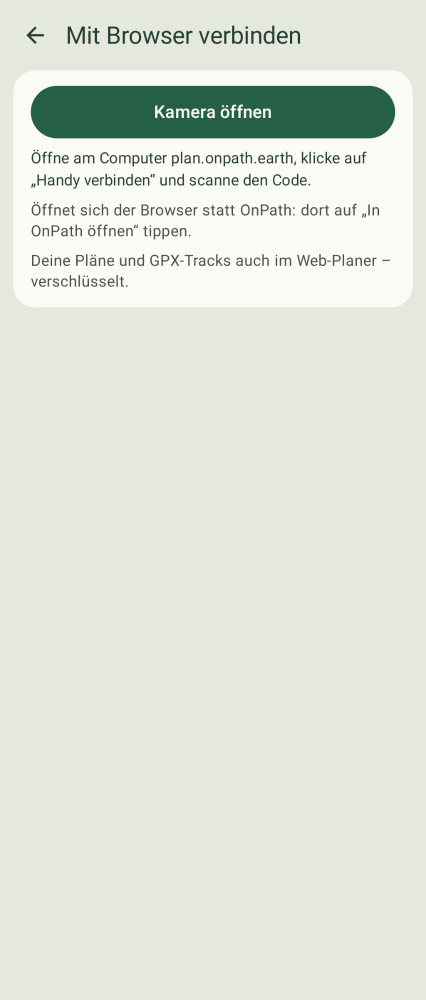 Mit Browser verbinden
Kamera öffnen
Öffne am Computer plan.onpath.earth, klicke auf
„Handy verbinden“ und scanne den Code.
Öffnet sich der Browser statt OnPath: dort auf „In
OnPath öffnen“ tippen.
Deine Pläne und GPX-Tracks auch im Web-Planer –
verschlüsselt.